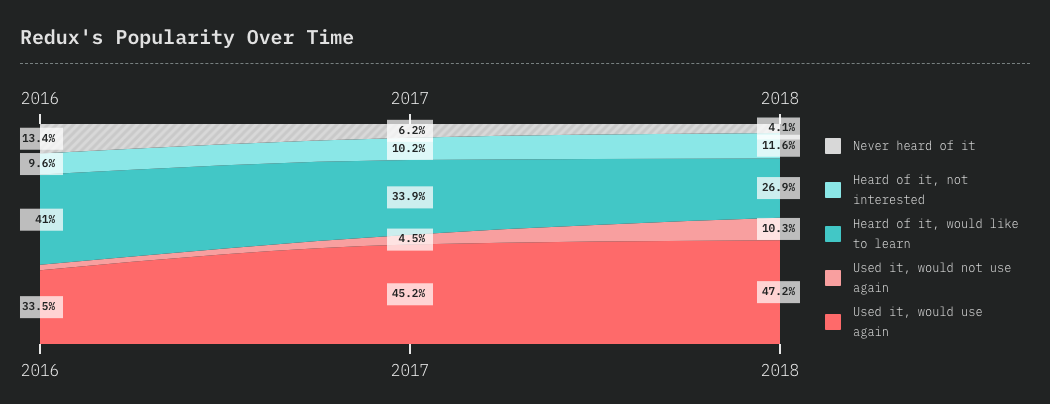 Redux's Popularity Over Time
2016 2017 2018
13.4% 6.2% 4.1%
9.6% 10.2% 11.6%
41% 33.9% 26.9%
4.5% 10.3%
33.5% 45.2% 47.2%
2016 2017 2018
Never heard of it
Heard of it, not
interested
Heard of it, would like
to learn
Used it, would not use
again
Used it, would use
again